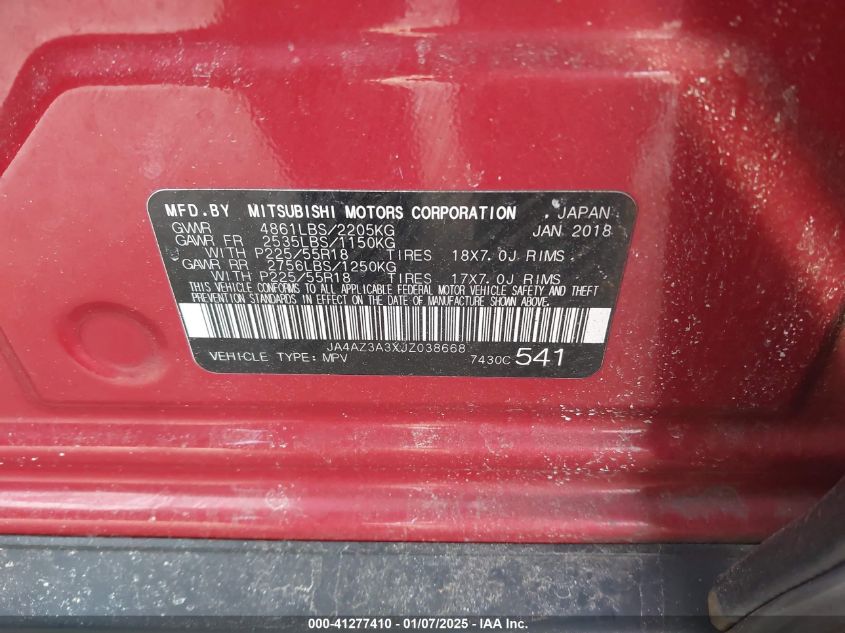 MFD.BY MITSUBISHI MOTORS CORPORATION . JAPAN
GVWR 4861LBS/2205KG JAN 2018
GAWR FR 2535LBS/1150KG
WITH P225/55R18 TIRES 18X7.0J RIMS
GAWR RR 2756LBS/1250KG
WITH P225/55R18 TIRES 17X7.0J RIMS
THIS VEHICLE CONFORMS TO ALL APPLICABLE FEDERAL MOTOR VEHICLE SAFETY AND THEFT
PREVENTION STANDARDS IN EFFECT ON THE DATE OF MANUFACTURE SHOWN ABOVE.
JA4AZ3A3XJZ038668
VEHICLE TYPE: MPV 7430C 541
000-41277410 - 01/07/2025 - IAA Inc.